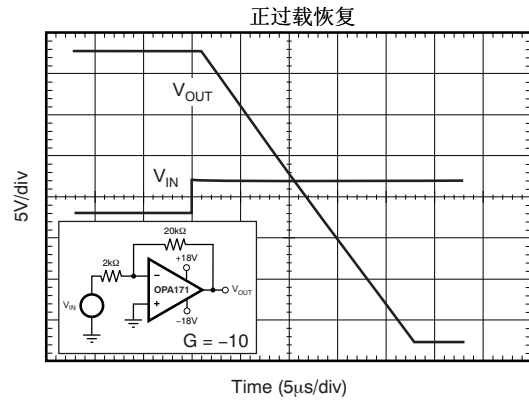 正过载恢复
V_OUT
V_IN
5V/div
20kΩ
2kΩ
+18V
OPA171
V_OUT
V_IN
−18V
G = −10
Time (5μs/div)